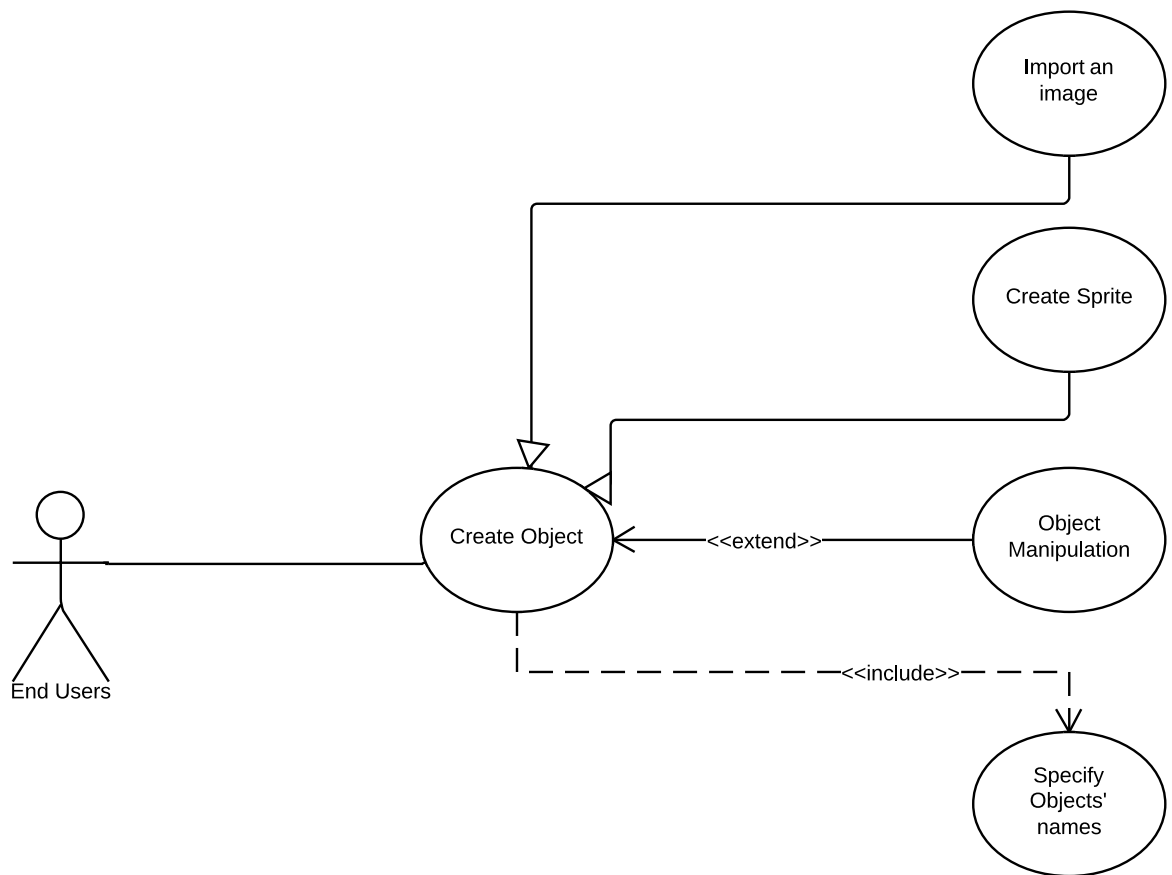 Import an
image
Create Sprite
Create Object
<<extend>>
Object
Manipulation
<<include>>
End Users
Specify
Objects'
names